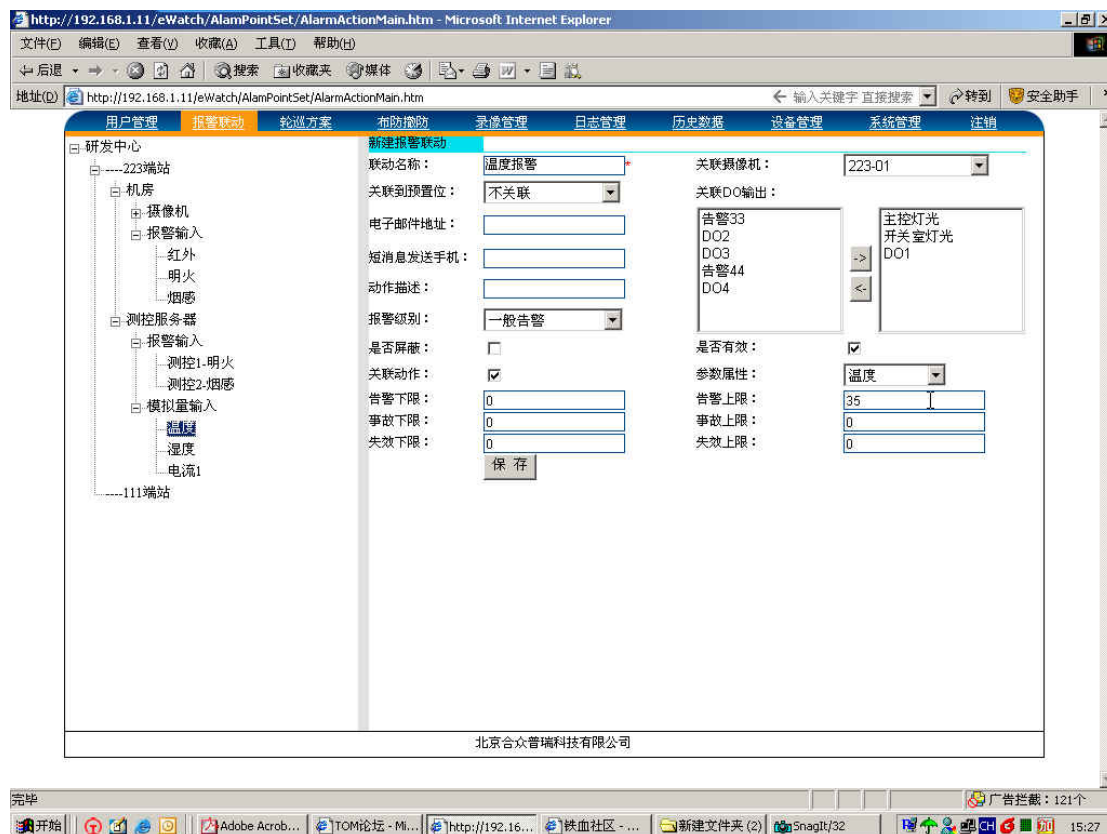 http://192.168.1.11/eWatch/AlamPointSet/AlarmActionMain.htm - Microsoft Internet Explorer
文件(F) 编辑(E) 查看(V) 收藏(A) 工具(T) 帮助(H)
后退 搜索 收藏夹 媒体
地址(D) http://192.168.1.11/eWatch/AlamPointSet/AlarmActionMain.htm 输入关键字 直接搜索 转到 安全助手
用户管理 报警联动 轮巡方案 布防撤防 录像管理 日志管理 历史数据 设备管理 系统管理 注销
研发中心
----223端站
机房
摄像机
报警输入
红外
明火
烟感
测控服务器
报警输入
测控1-明火
测控2-烟感
模拟量输入
温度
湿度
电流1
----111端站
新建报警联动
联动名称： 温度报警 * 关联摄像机： 223-01
关联到预置位： 不关联 关联DO输出：
电子邮件地址：
短消息发送手机：
动作描述：
告警33
DO2
DO3
告警44
DO4
->
<-
主控灯光
开关室灯光
DO1
报警级别： 一般告警
是否屏蔽： 是否有效：
关联动作： 参数属性： 温度
告警下限： 0 告警上限： 35
事故下限： 0 事故上限： 0
失效下限： 0 失效上限： 0
保 存
北京合众普瑞科技有限公司
完毕 广告拦截：121个
开始 Adobe Acrob... TOM论坛 - Mi... http://192.16... 铁血社区 - ... 新建文件夹 (2) SnagIt/32 CH 15:27